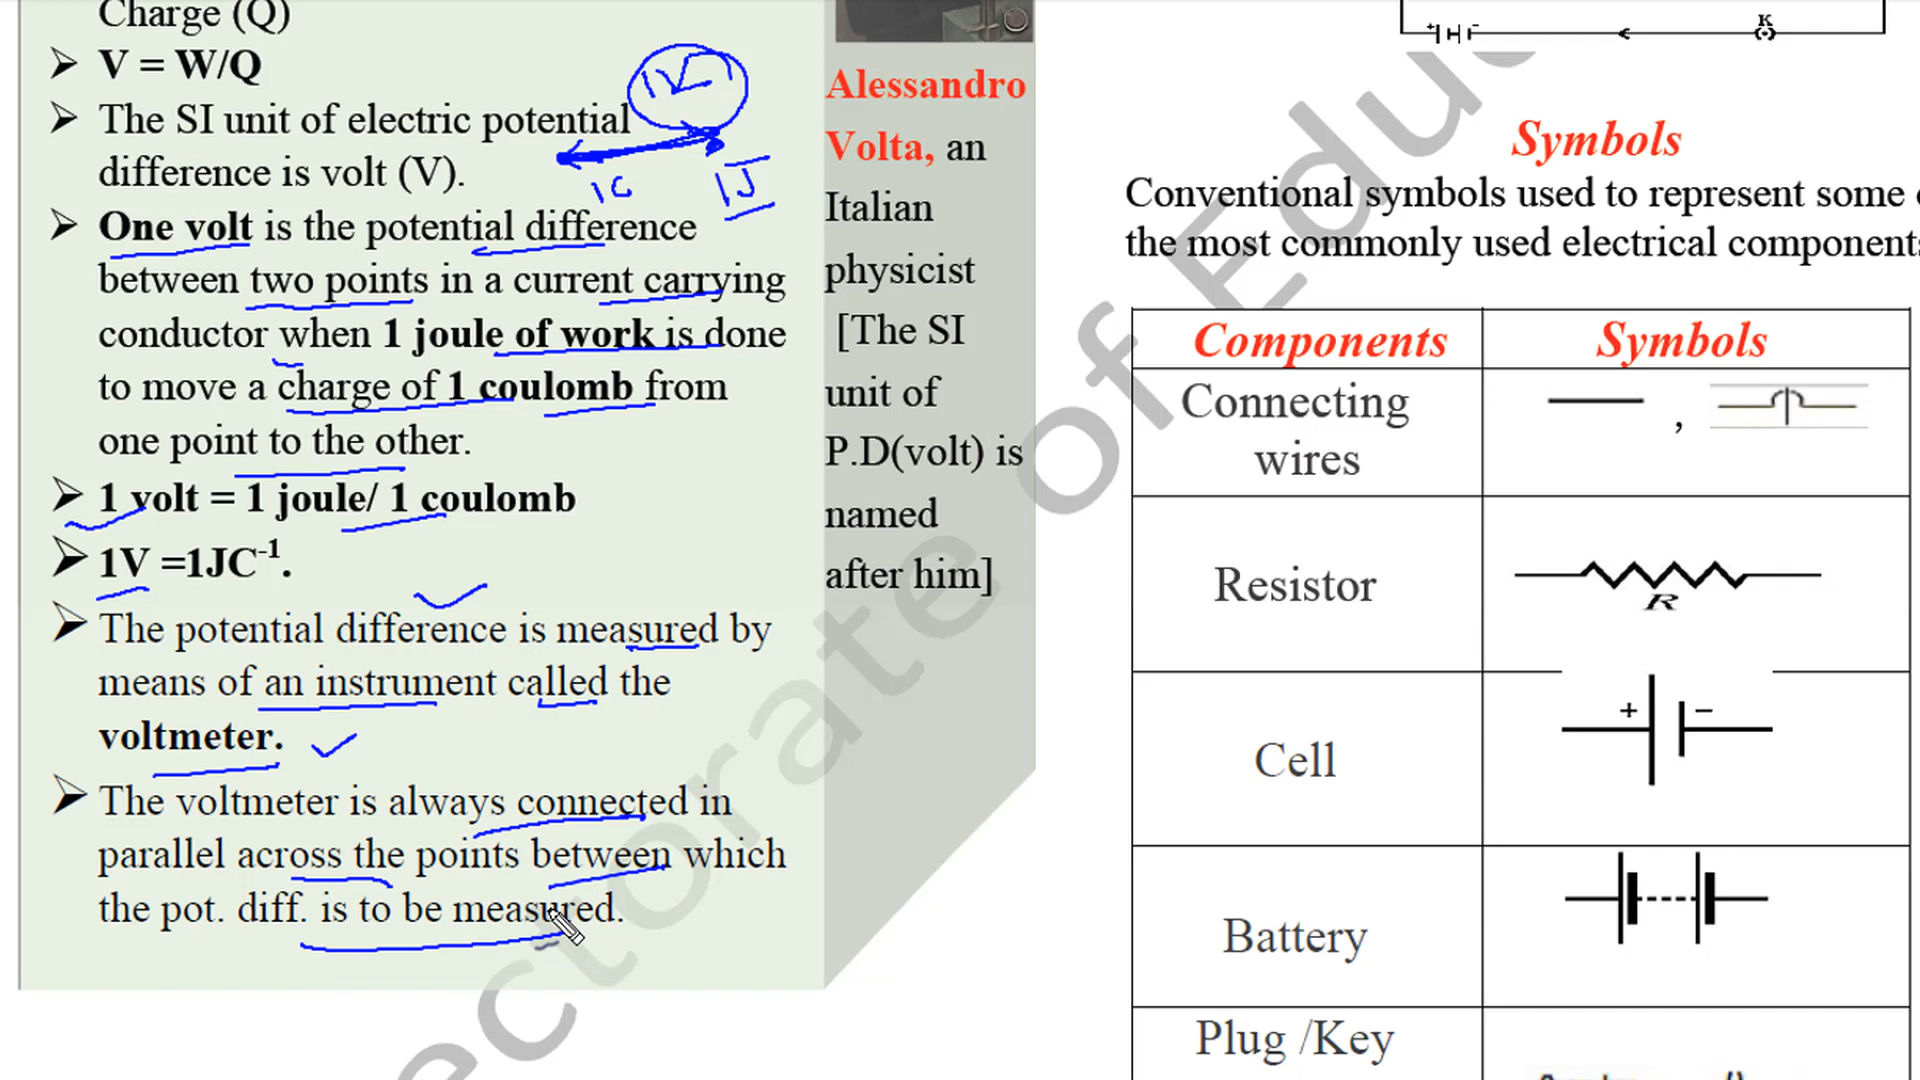 Charge (Q)
➢ V = W/Q
➢ The SI unit of electric potential
difference is volt (V).
1V
1C
1J
➢ One volt is the potential difference
between two points in a current carrying
conductor when 1 joule of work is done
to move a charge of 1 coulomb from
one point to the other.
➢ 1 volt = 1 joule/ 1 coulomb
➢ 1V =1JC⁻¹.
➢ The potential difference is measured by
means of an instrument called the
voltmeter.
➢ The voltmeter is always connected in
parallel across the points between which
the pot. diff. is to be measured.
Alessandro
Volta, an
Italian
physicist
[The SI
unit of
P.D(volt) is
named
after him]
+ -
K
Symbols
Conventional symbols used to represent some
the most commonly used electrical components
Components Symbols
Connecting
wires
,
Resistor
R
Cell
+ −
Battery
Plug /Key
ectorate of Edu